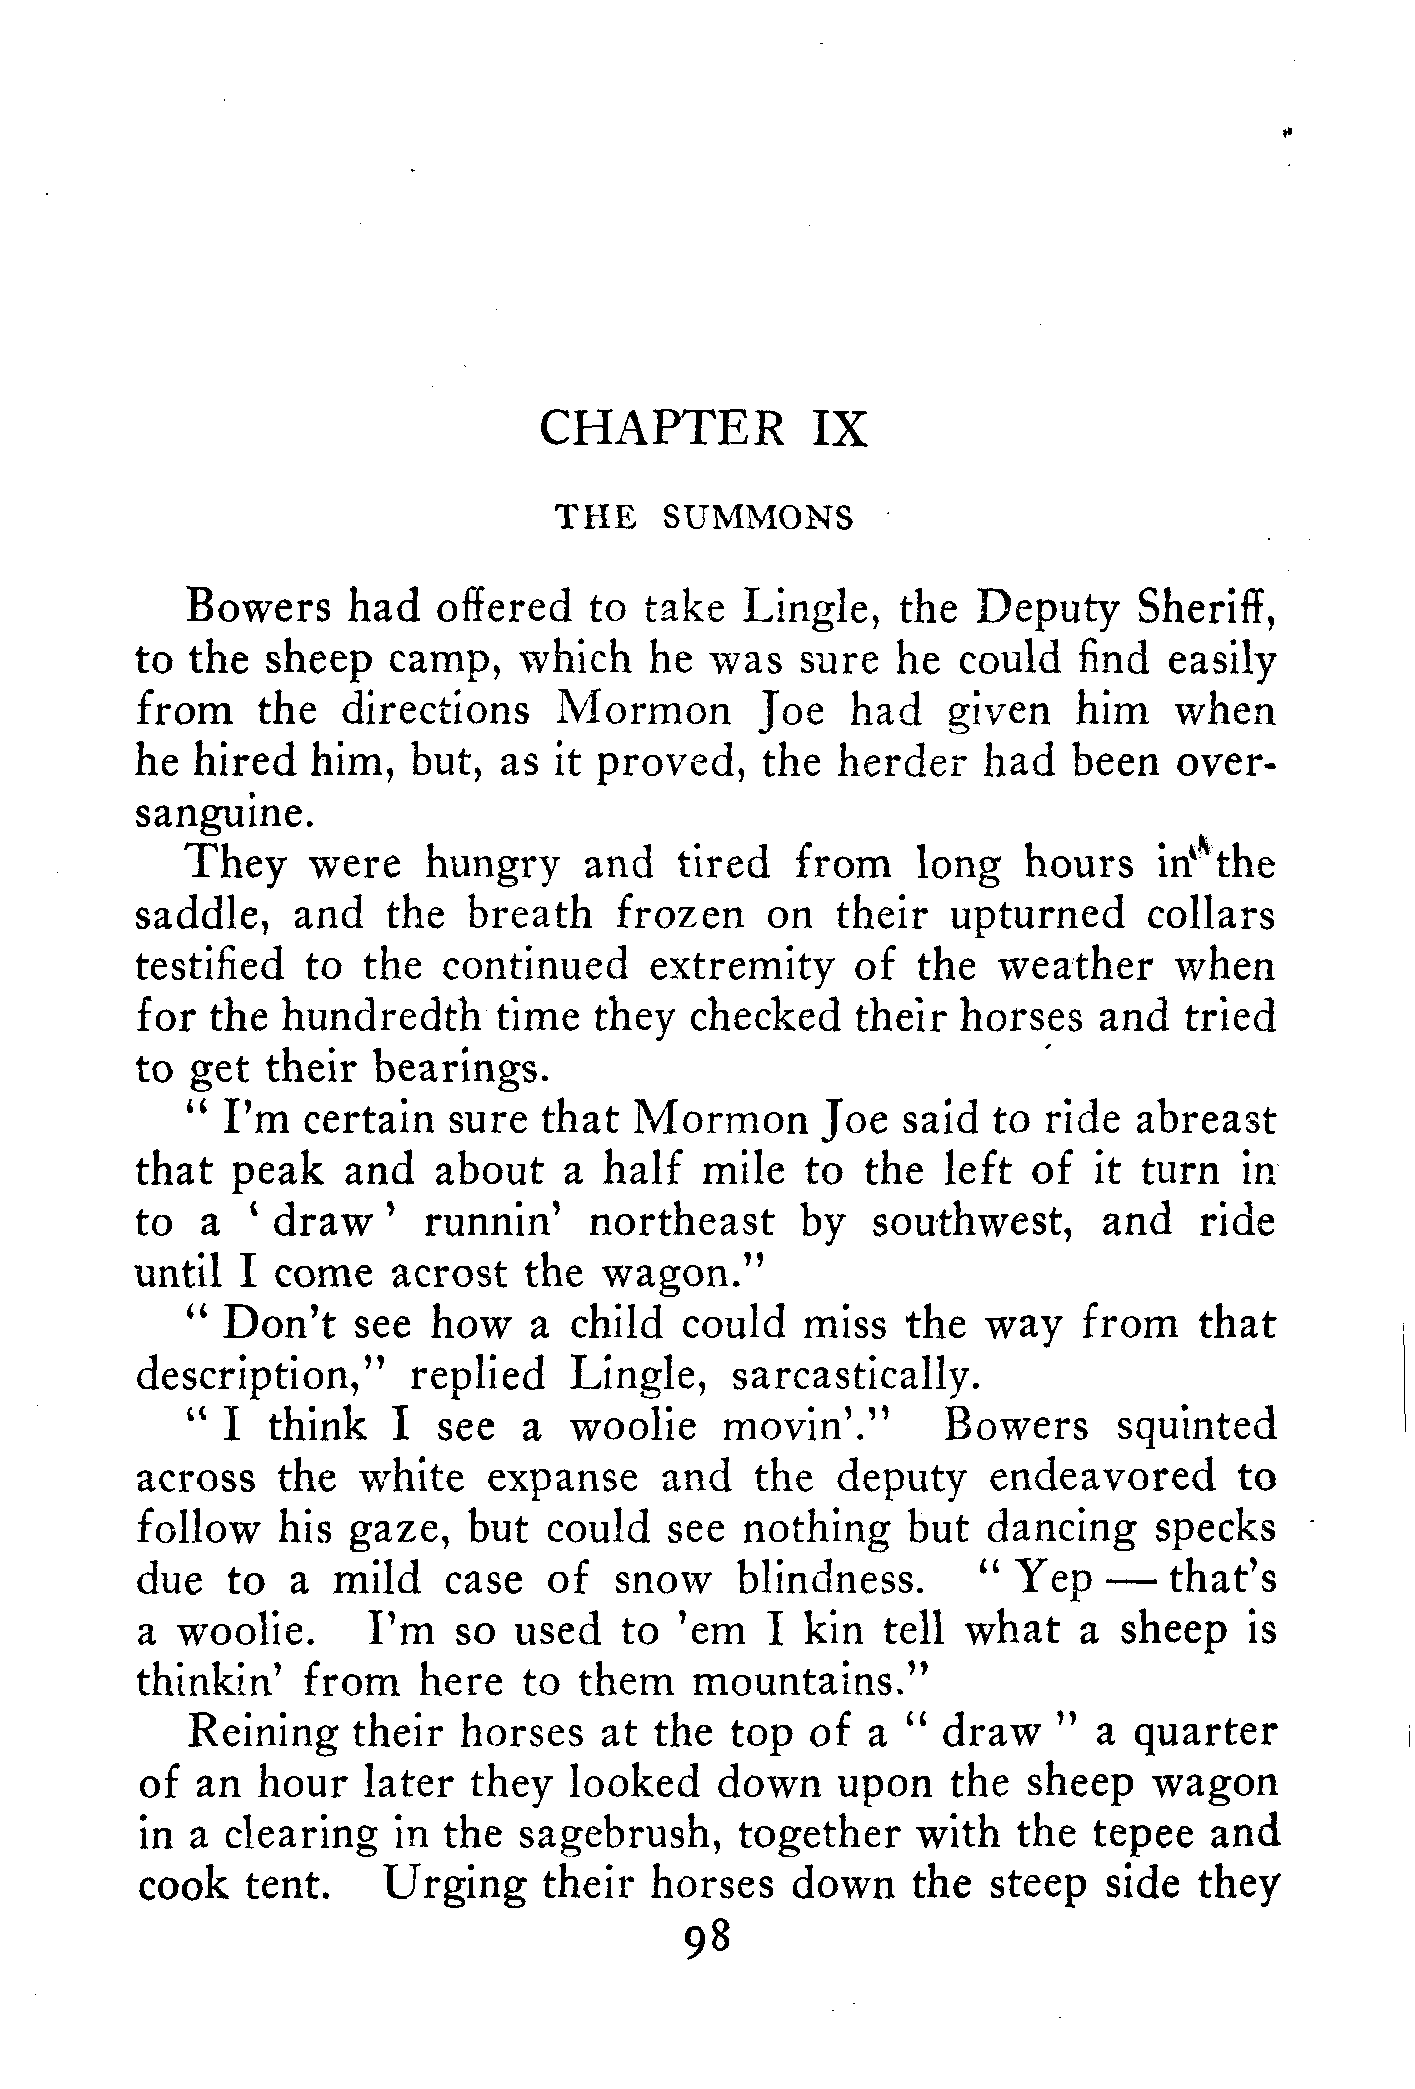 CHAPTER IX
THE SUMMONS
Bowers had offered to take Lingle, the Deputy Sheriff,
to the sheep camp, which he was sure he could find easily
from the directions Mormon Joe had given him when
he hired him, but, as it proved, the herder had been over-
sanguine.
They were hungry and tired from long hours in the
saddle, and the breath frozen on their upturned collars
testified to the continued extremity of the weather when
for the hundredth time they checked their horses and tried
to get their bearings.
“ I'm certain sure that Mormon Joe said to ride abreast
that peak and about a half mile to the left of it turn in
to a ‘ draw ’ runnin' northeast by southwest, and ride
until I come acrost the wagon.”
“ Don't see how a child could miss the way from that
description,” replied Lingle, sarcastically.
“ I think I see a woolie movin'.” Bowers squinted
across the white expanse and the deputy endeavored to
follow his gaze, but could see nothing but dancing specks
due to a mild case of snow blindness. “ Yep — that's
a woolie. I'm so used to 'em I kin tell what a sheep is
thinkin' from here to them mountains.”
Reining their horses at the top of a “ draw ” a quarter
of an hour later they looked down upon the sheep wagon
in a clearing in the sagebrush, together with the tepee and
cook tent. Urging their horses down the steep side they
98